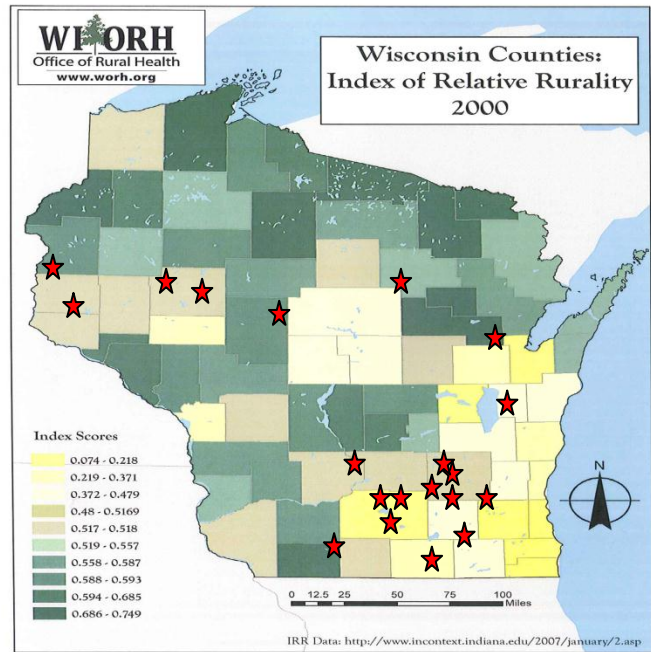 WI ORH
Office of Rural Health
www.worh.org
Wisconsin Counties:
Index of Relative Rurality
2000
Index Scores
0.074 - 0.218
0.219 - 0.371
0.372 - 0.479
0.48 - 0.5169
0.517 - 0.518
0.519 - 0.557
0.558 - 0.587
0.588 - 0.593
0.594 - 0.685
0.686 - 0.749
N
0 12.5 25 50 75 100
Miles
IRR Data: http://www.incontext.indiana.edu/2007/january/2.asp